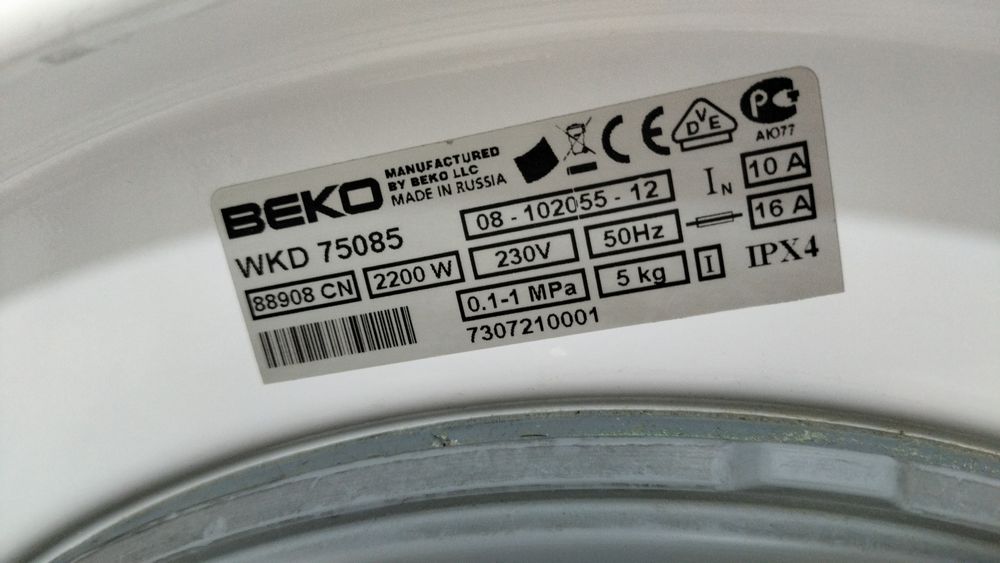 BEKO
MANUFACTURED
BY BEKO LLC
MADE IN RUSSIA
CE
DVE
PC
АЮ77
WKD 75085
08 - 102055 - 12
IN
10 A
88908 CN
2200 W
230V
50Hz
16 A
0.1-1 MPa
5 kg
I
IPX4
7307210001